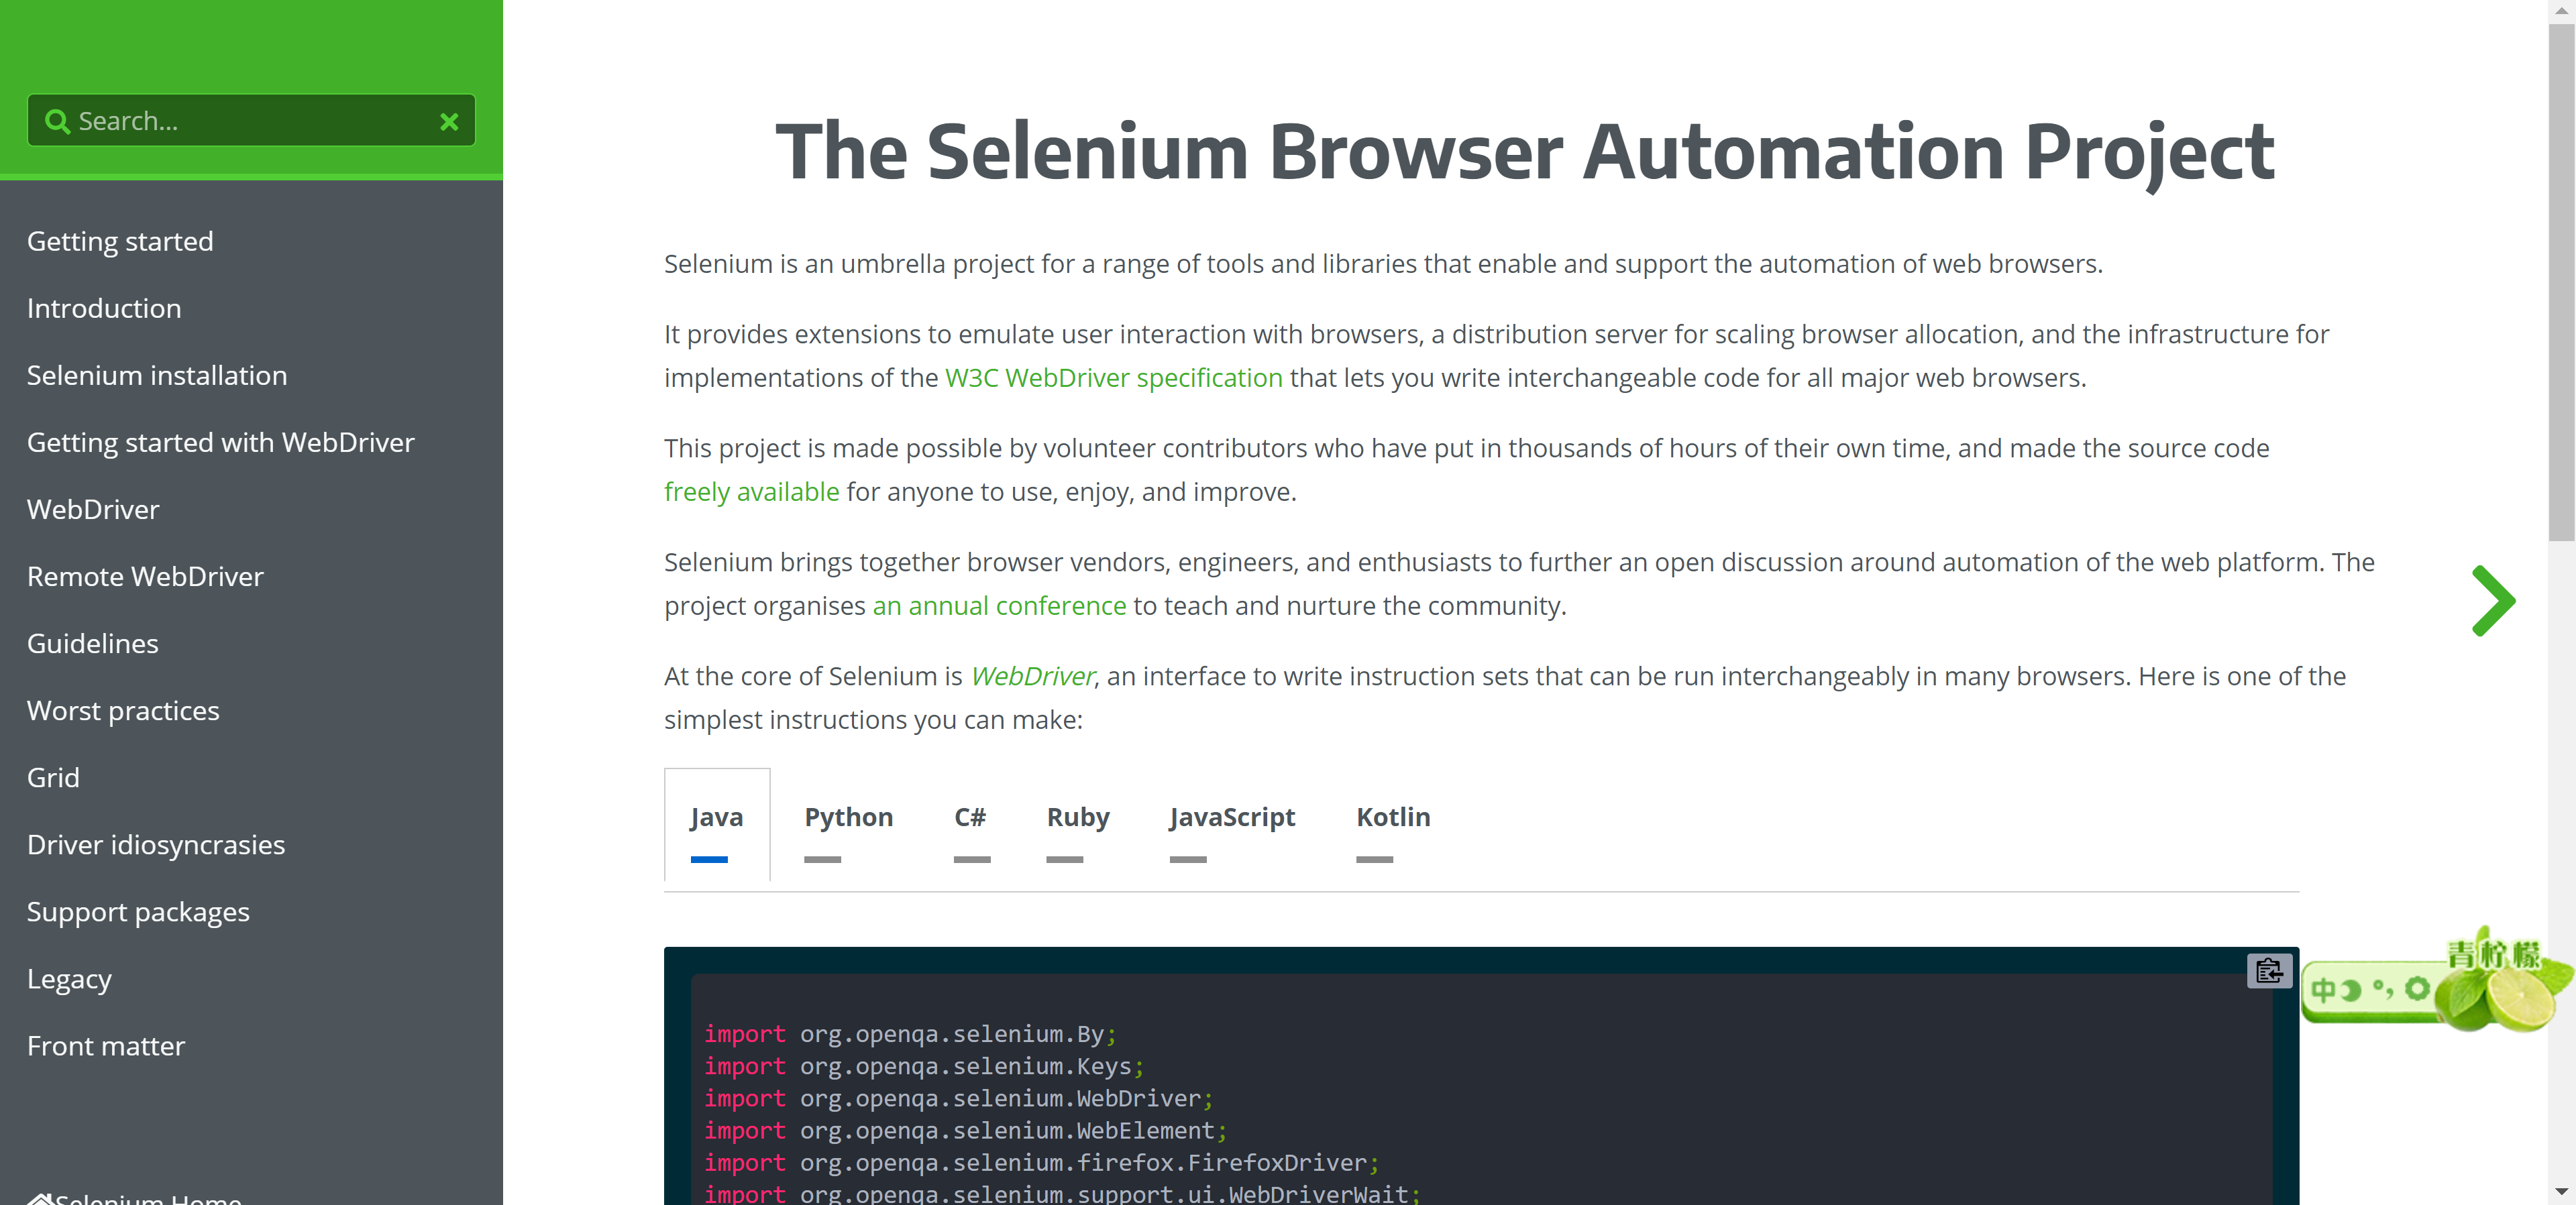 Search...
Getting started
Introduction
Selenium installation
Getting started with WebDriver
WebDriver
Remote WebDriver
Guidelines
Worst practices
Grid
Driver idiosyncrasies
Support packages
Legacy
Front matter
Selenium Home
The Selenium Browser Automation Project
Selenium is an umbrella project for a range of tools and libraries that enable and support the automation of web browsers.
It provides extensions to emulate user interaction with browsers, a distribution server for scaling browser allocation, and the infrastructure for
implementations of the W3C WebDriver specification that lets you write interchangeable code for all major web browsers.
This project is made possible by volunteer contributors who have put in thousands of hours of their own time, and made the source code
freely available for anyone to use, enjoy, and improve.
Selenium brings together browser vendors, engineers, and enthusiasts to further an open discussion around automation of the web platform. The
project organises an annual conference to teach and nurture the community.
At the core of Selenium is WebDriver, an interface to write instruction sets that can be run interchangeably in many browsers. Here is one of the
simplest instructions you can make:
Java Python C# Ruby JavaScript Kotlin
import org.openqa.selenium.By;
import org.openqa.selenium.Keys;
import org.openqa.selenium.WebDriver;
import org.openqa.selenium.WebElement;
import org.openqa.selenium.firefox.FirefoxDriver;
import org.openqa.selenium.support.ui.WebDriverWait;
青柠檬
中 °,